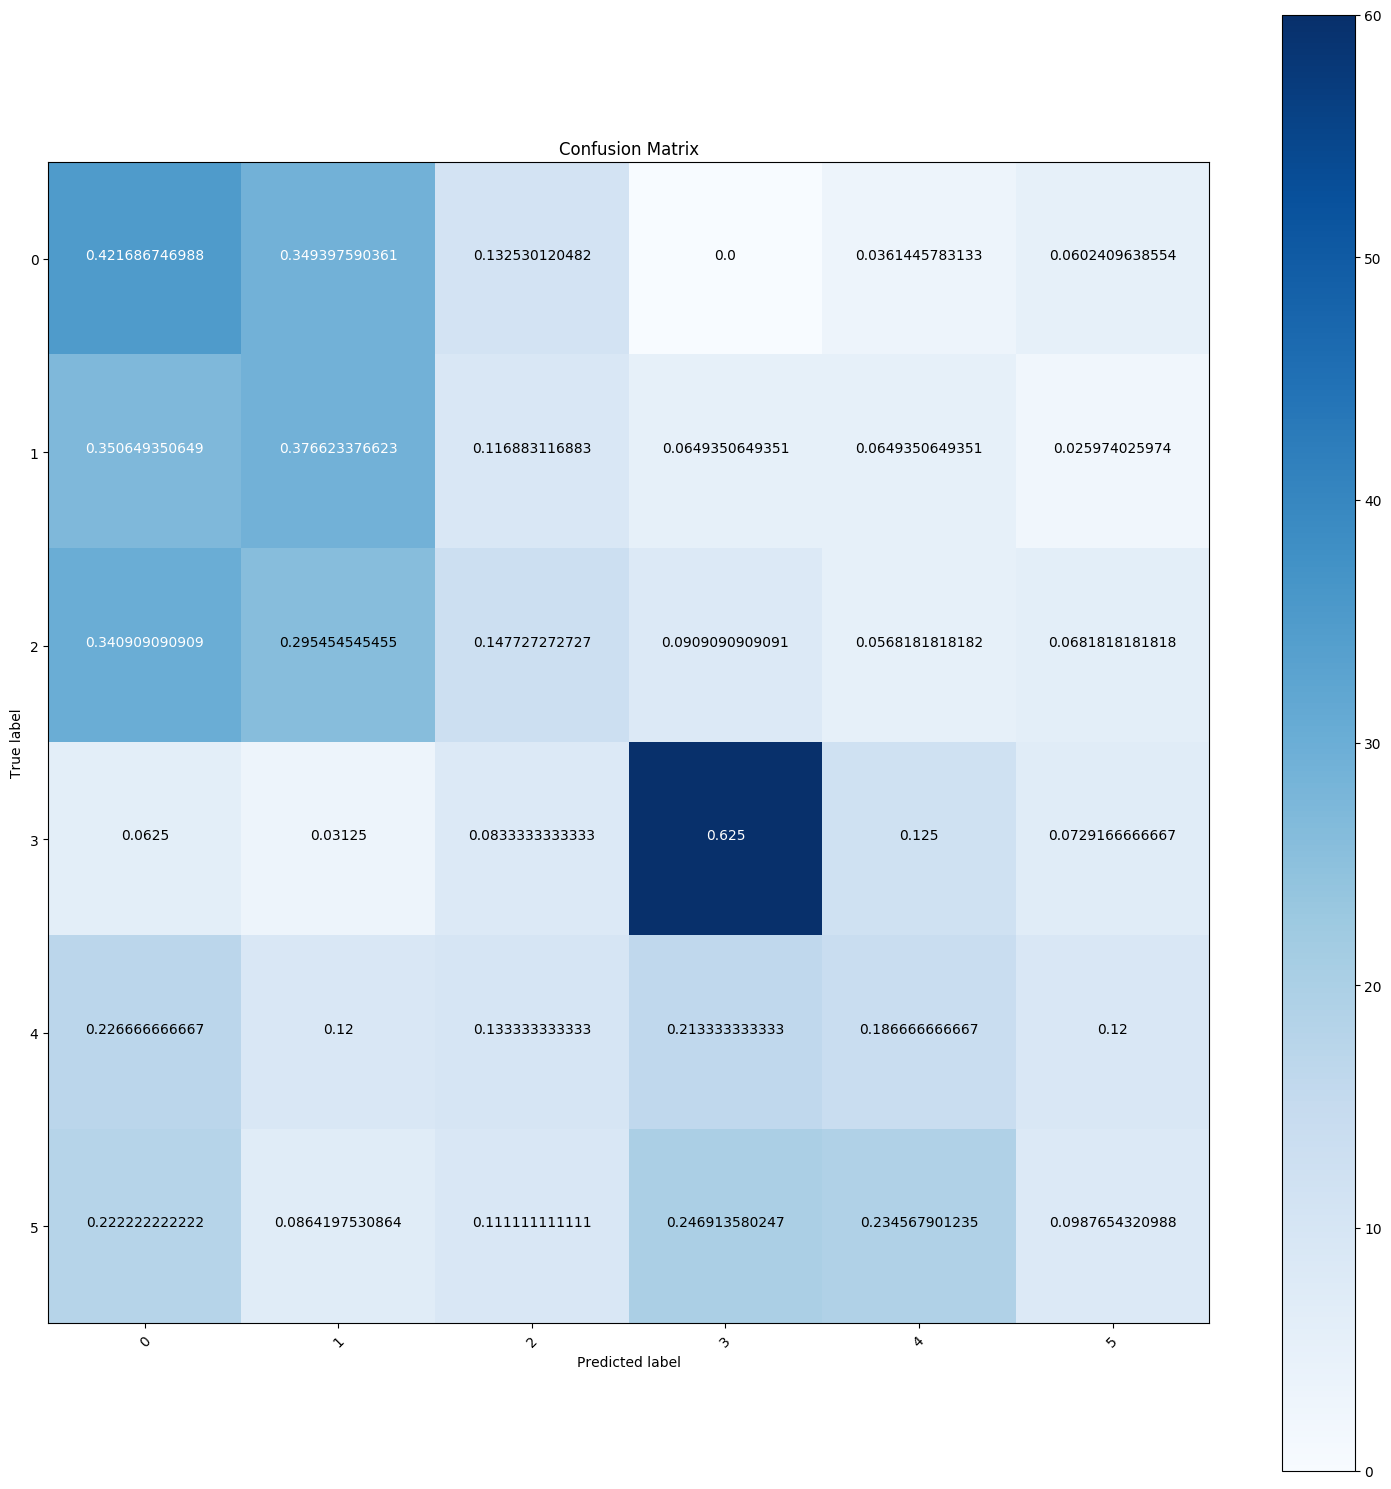 Confusion Matrix
0 0.421686746988 0.349397590361 0.132530120482 0.0 0.0361445783133 0.0602409638554
1 0.350649350649 0.376623376623 0.116883116883 0.0649350649351 0.0649350649351 0.025974025974
2 0.340909090909 0.295454545455 0.147727272727 0.0909090909091 0.0568181818182 0.0681818181818
3 0.0625 0.03125 0.0833333333333 0.625 0.125 0.0729166666667
4 0.226666666667 0.12 0.133333333333 0.213333333333 0.186666666667 0.12
5 0.222222222222 0.0864197530864 0.111111111111 0.246913580247 0.234567901235 0.0987654320988
0 1 2 3 4 5
Predicted label
True label
60
50
40
30
20
10
0